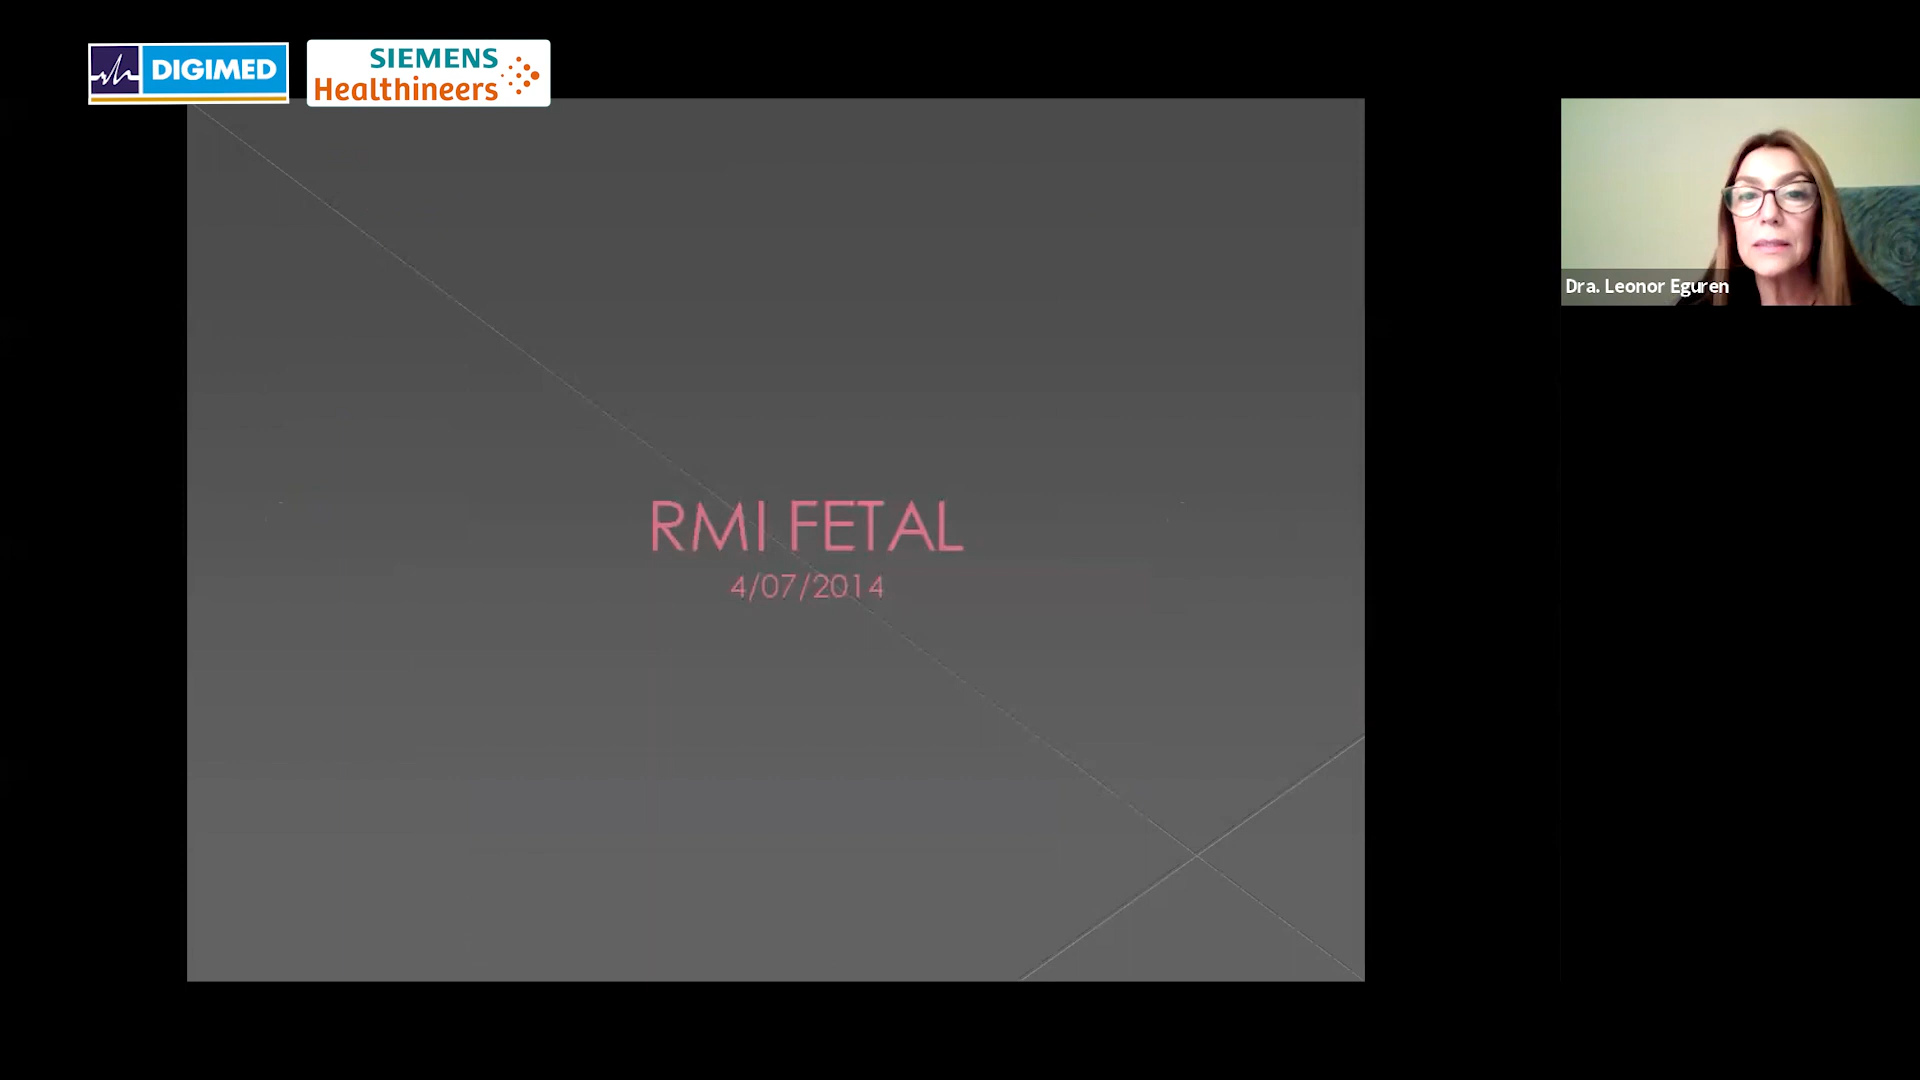 DIGIMED
SIEMENS
Healthineers
Dra. Leonor Eguren
RMI FETAL
4/07/2014